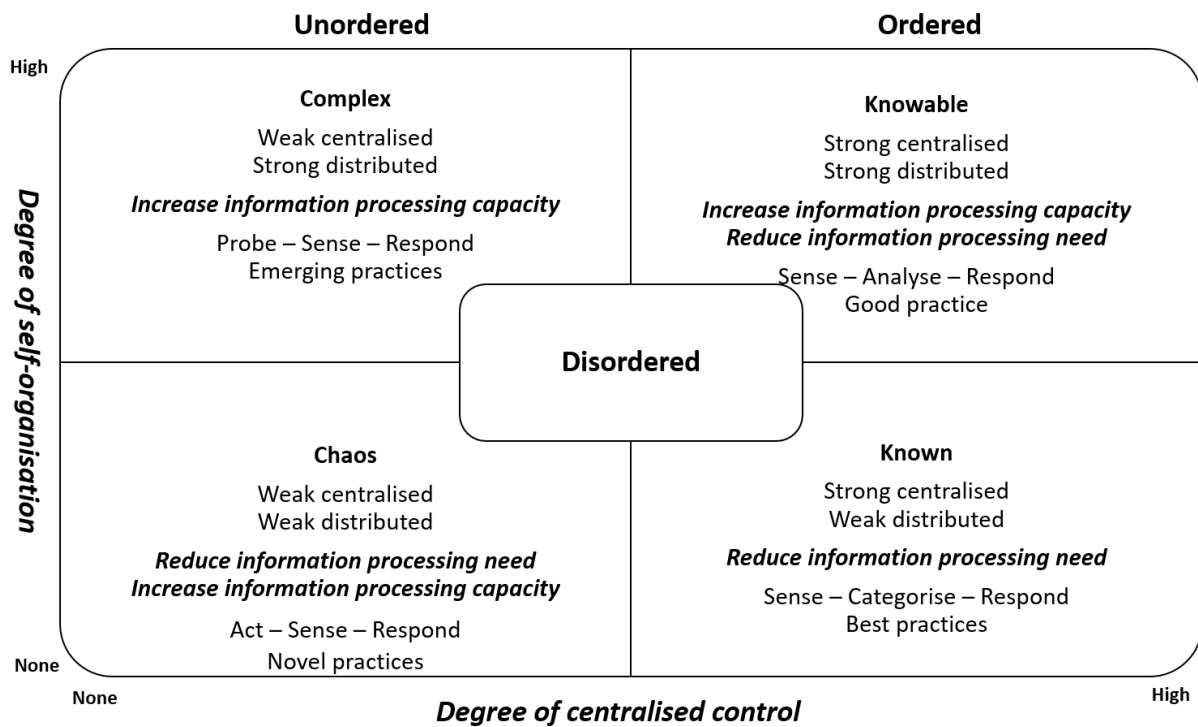 Unordered
Ordered
High
Complex
Weak centralised
Strong distributed
Increase information processing capacity
Probe – Sense – Respond
Emerging practices
Knowable
Strong centralised
Strong distributed
Increase information processing capacity
Reduce information processing need
Sense – Analyse – Respond
Good practice
Degree of self-organisation
Disordered
Chaos
Weak centralised
Weak distributed
Reduce information processing need
Increase information processing capacity
Act – Sense – Respond
Novel practices
Known
Strong centralised
Weak distributed
Reduce information processing need
Sense – Categorise – Respond
Best practices
None
None
Degree of centralised control
High